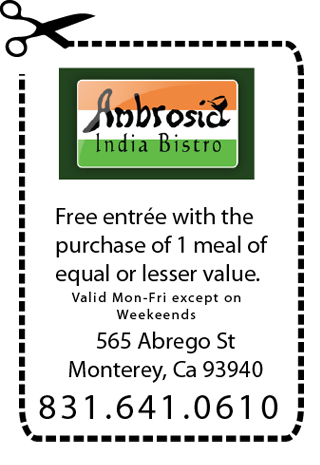 Ambrosia
India Bistro
Free entrée with the
purchase of 1 meal of
equal or lesser value.
Valid Mon-Fri except on
Weekeends
565 Abrego St
Monterey, Ca 93940
831.641.0610